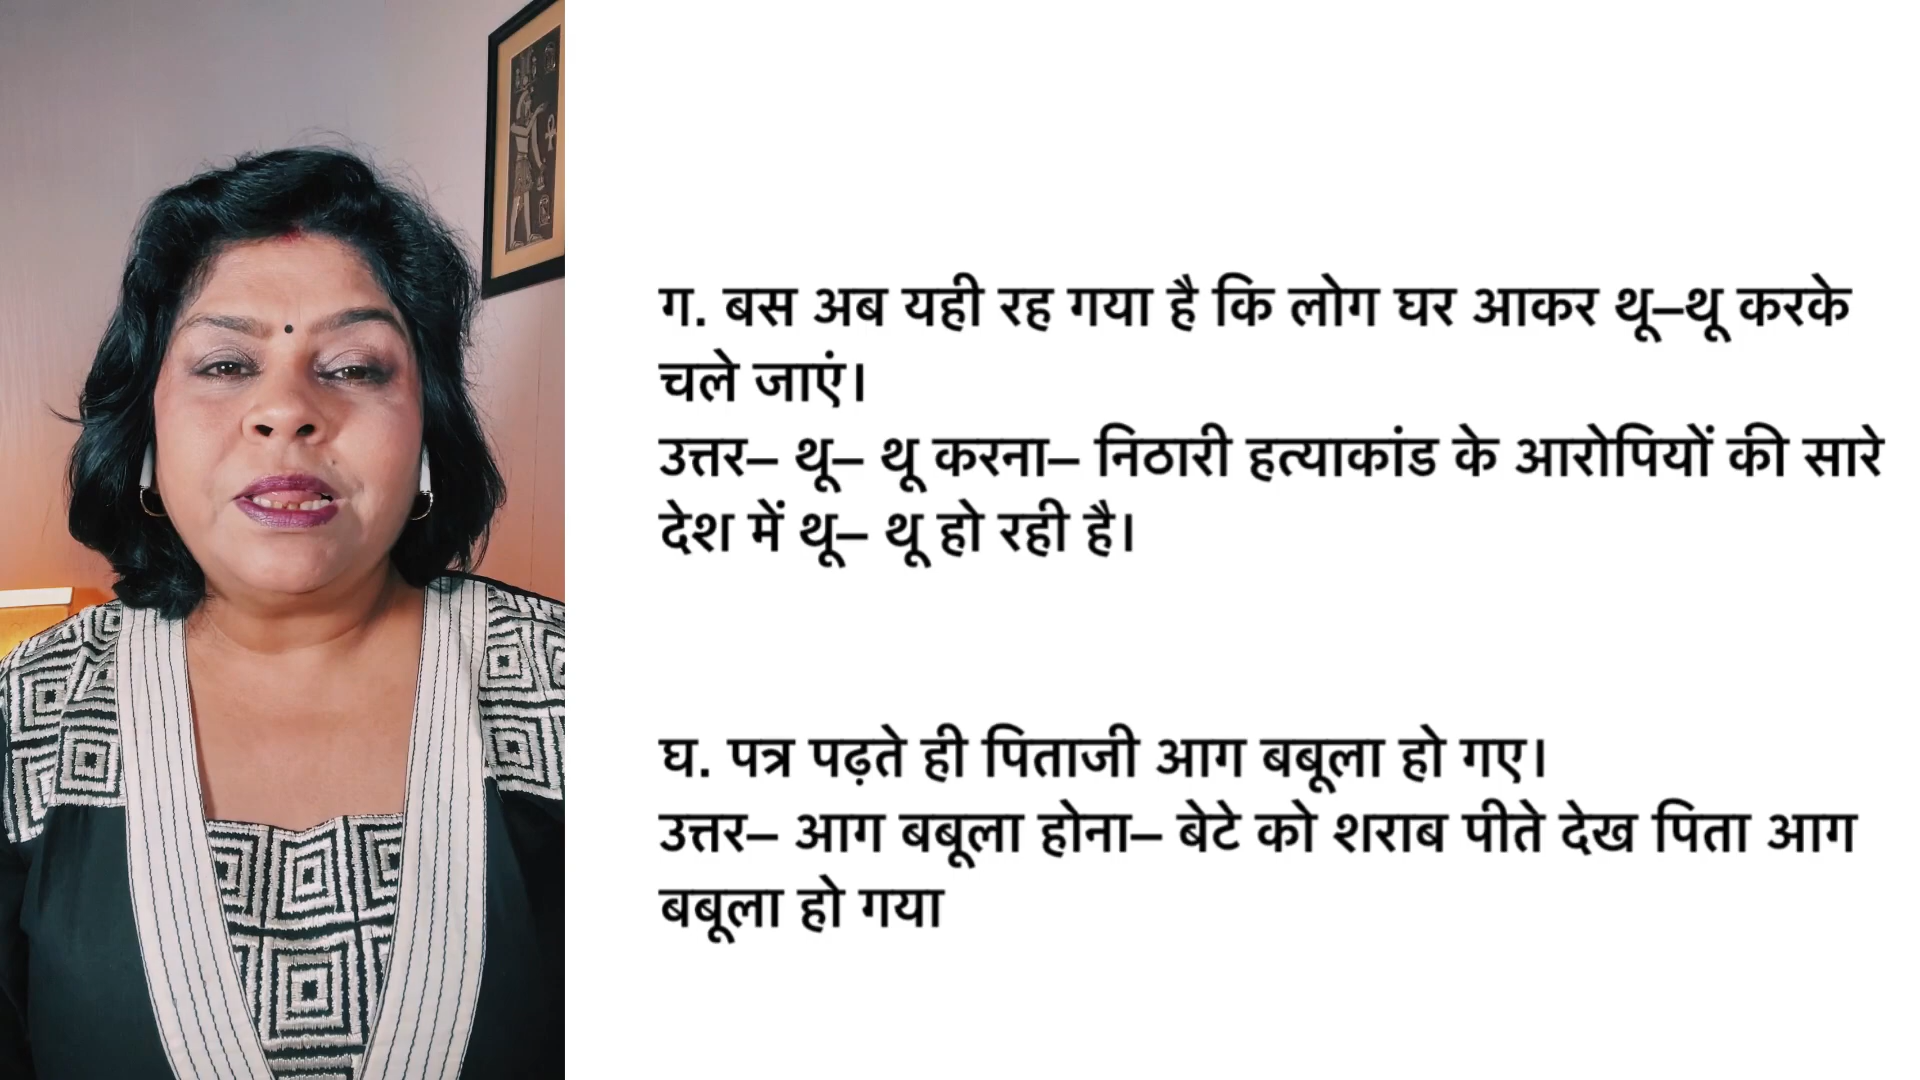 ग. बस अब यही रह गया है कि लोग घर आकर थू–थू करके
चले जाएं।
उत्तर– थू– थू करना– निठारी हत्याकांड के आरोपियों की सारे
देश में थू– थू हो रही है।
घ. पत्र पढ़ते ही पिताजी आग बबूला हो गए।
उत्तर– आग बबूला होना– बेटे को शराब पीते देख पिता आग
बबूला हो गया